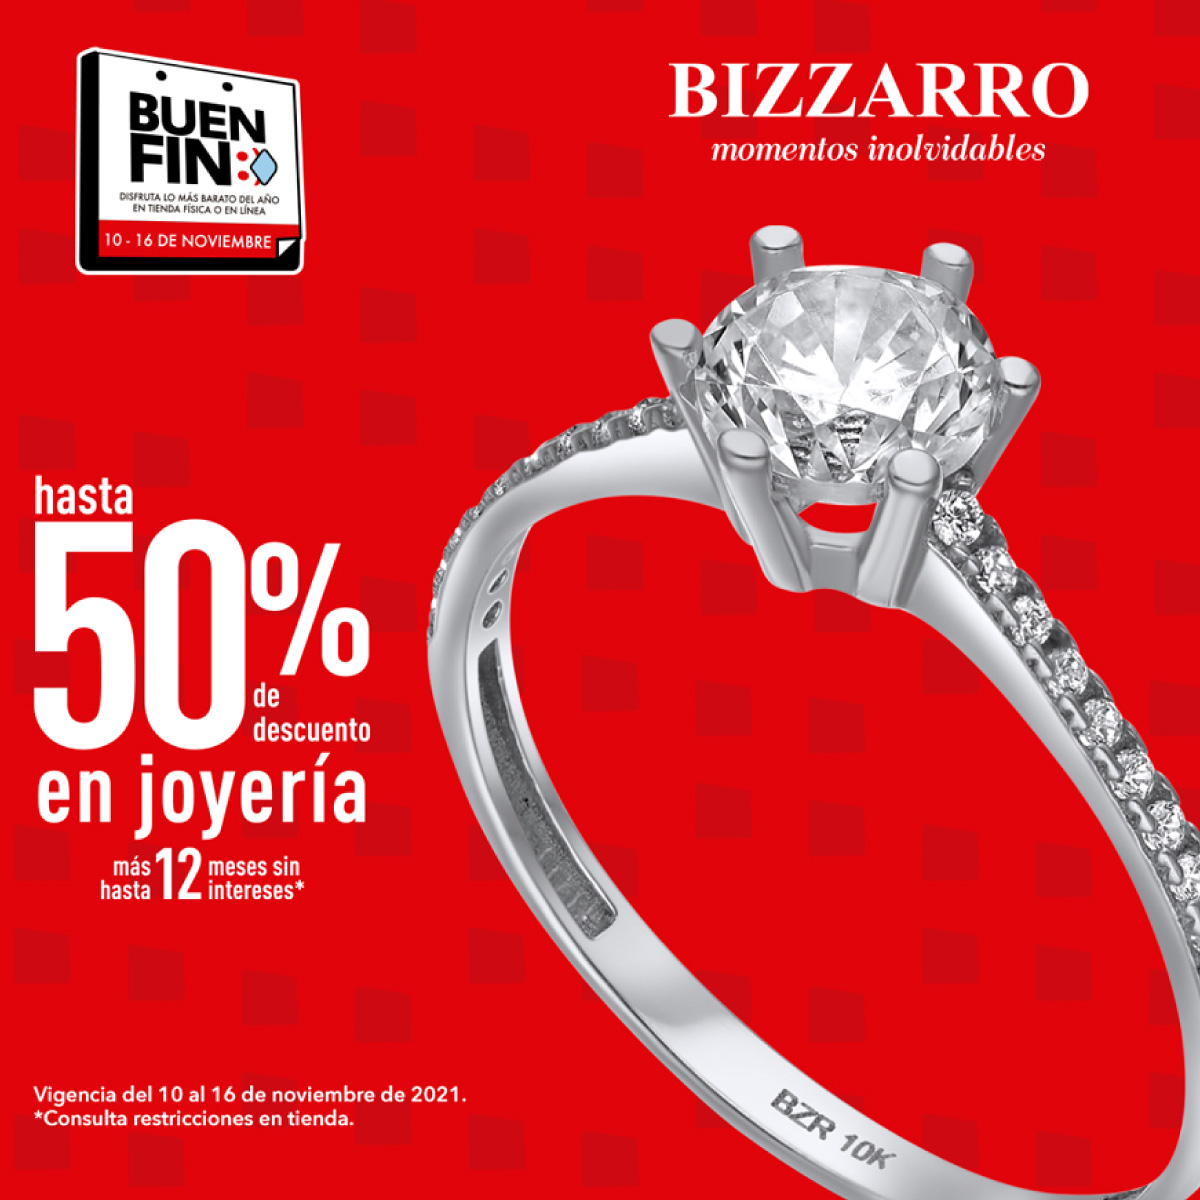 BUEN
FIN
DISFRUTA LO MÁS BARATO DEL AÑO
EN TIENDA FÍSICA O EN LÍNEA
10 - 16 DE NOVIEMBRE
BIZZARRO
momentos inolvidables
hasta
50%
de
descuento
en joyería
más hasta 12 meses sin intereses*
Vigencia del 10 al 16 de noviembre de 2021.
*Consulta restricciones en tienda.
BZR 10K